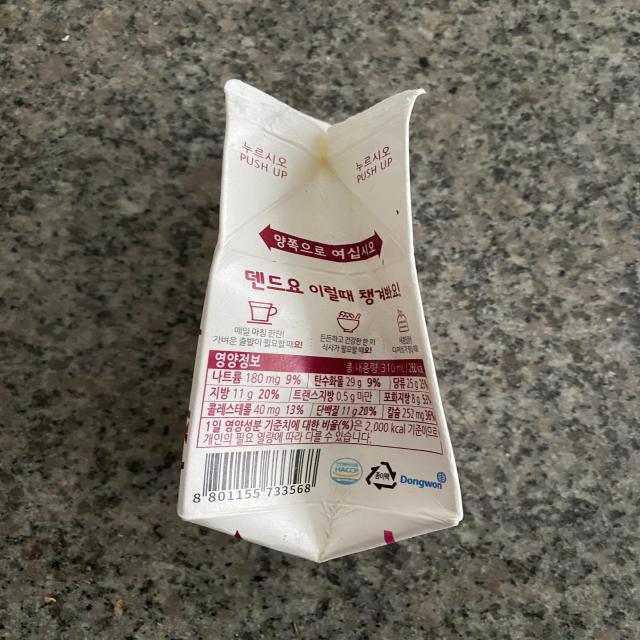 누르시오
PUSH UP
누르시오
PUSH UP
양쪽으로 여십시오
덴드요 이럴때 챙겨봐요!
매일 아침 한잔!
가벼운 출발이 필요할 때요!
든든하고 건강한 한 끼
식사가 필요할 때요!
영양정보 총 내용량 310 mL
나트륨 180 mg 9% 탄수화물 29 g 9% 당류 25 g 25%
지방 11 g 20% 트랜스지방 0.5 g 미만 포화지방 8 g 53%
콜레스테롤 40 mg 13% 단백질 11 g 20% 칼슘 252 mg 36%
1일 영양성분 기준치에 대한 비율(%)은 2,000 kcal 기준이므로
개인의 필요 열량에 따라 다를 수 있습니다.
8 801155 733568
HACCP
종이팩
Dongwon